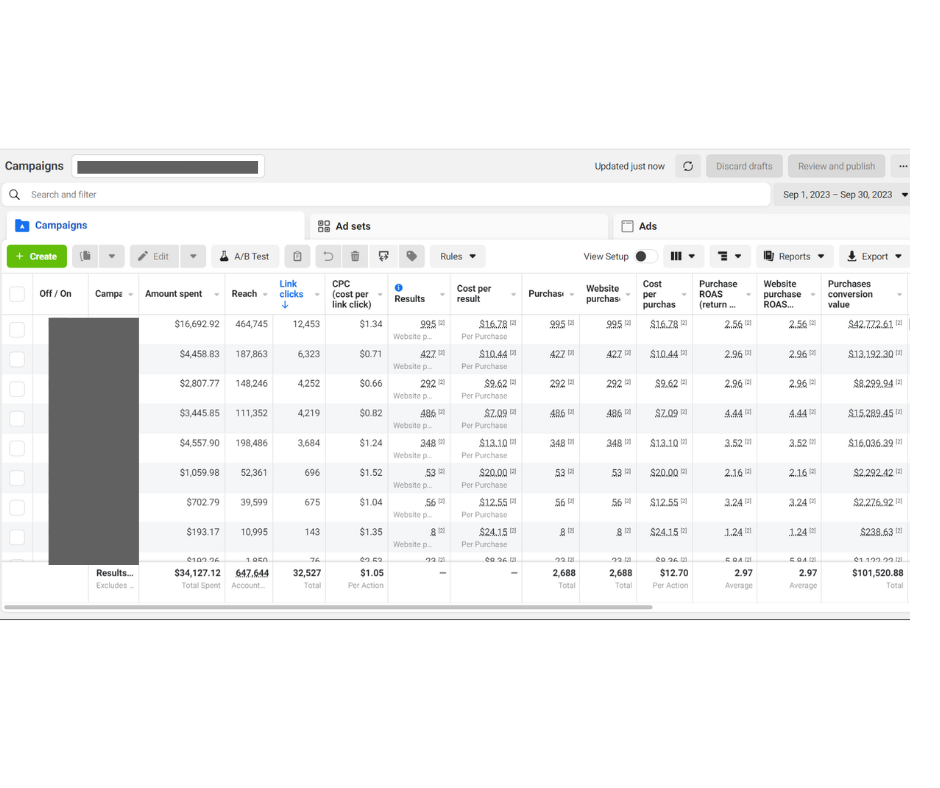 Campaigns
Updated just now
Discard drafts
Review and publish
Search and filter
Sep 1, 2023 – Sep 30, 2023
Campaigns
Ad sets
Ads
+ Create
Edit
A/B Test
Rules
View Setup
Reports
Export
Off / On Campa Amount spent Reach Link clicks ↓ CPC (cost per link click) Results Cost per result Purchas Website purchas Cost per purchas Purchase ROAS (return ... Website purchase ROAS... Purchases conversion value
$16,692.92 464,745 12,453 $1.34 995 [2] $16.78 [2] 995 [2] 995 [2] $16.78 [2] 2.56 [2] 2.56 [2] $42,772.61 [2]
Website p... Per Purchase
$4,458.83 187,863 6,323 $0.71 427 [2] $10.44 [2] 427 [2] 427 [2] $10.44 [2] 2.96 [2] 2.96 [2] $13,192.30 [2]
Website p... Per Purchase
$2,807.77 148,246 4,252 $0.66 292 [2] $9.62 [2] 292 [2] 292 [2] $9.62 [2] 2.96 [2] 2.96 [2] $8,299.94 [2]
Website p... Per Purchase
$3,445.85 111,352 4,219 $0.82 486 [2] $7.09 [2] 486 [2] 486 [2] $7.09 [2] 4.44 [2] 4.44 [2] $15,289.45 [2]
Website p... Per Purchase
$4,557.90 198,486 3,684 $1.24 348 [2] $13.10 [2] 348 [2] 348 [2] $13.10 [2] 3.52 [2] 3.52 [2] $16,036.39 [2]
Website p... Per Purchase
$1,059.98 52,361 696 $1.52 53 [2] $20.00 [2] 53 [2] 53 [2] $20.00 [2] 2.16 [2] 2.16 [2] $2,292.42 [2]
Website p... Per Purchase
$702.79 39,599 675 $1.04 56 [2] $12.55 [2] 56 [2] 56 [2] $12.55 [2] 3.24 [2] 3.24 [2] $2,276.92 [2]
Website p... Per Purchase
$193.17 10,995 143 $1.35 8 [2] $24.15 [2] 8 [2] 8 [2] $24.15 [2] 1.24 [2] 1.24 [2] $238.63 [2]
Website p... Per Purchase
Results... $34,127.12 647,644 32,527 $1.05 — — 2,688 2,688 $12.70 2.97 2.97 $101,520.88
Excludes ... Total Spent Account... Total Per Action Total Total Per Action Average Average Total